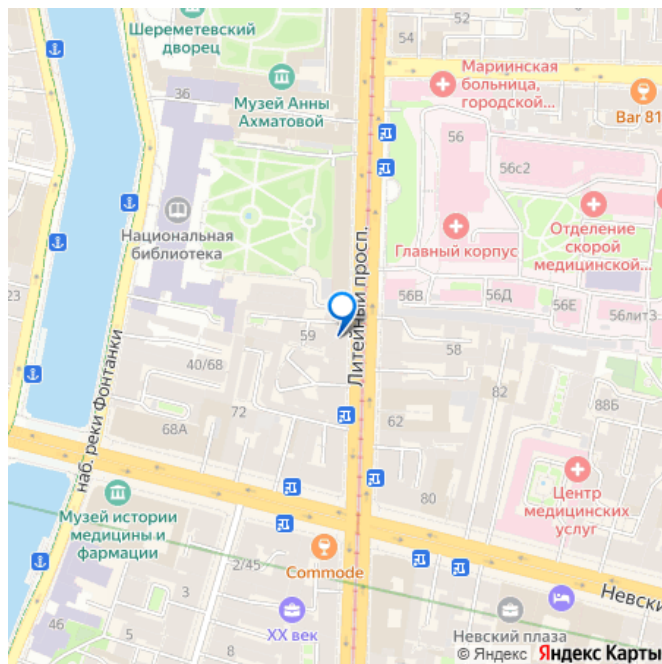 Шереметевский
дворец
52
54
36
Музей Анны
Ахматовой
Мариинская
больница,
городской...
Bar 81
56
56с2
Национальная
библиотека
Главный корпус
Отделение
скорой
медицинской...
Литейный просп.
23
наб. реки Фонтанки
56В
56Д
56Е
56лит3
59
58
40/68
82
72
68А
62
88Б
80
Центр
медицинских
услуг
Музей истории
медицины и
фармации
Commode
2/45
3
5
46
8
XX век
Невский плаза
Невски
© Яндекс Яндекс Карты